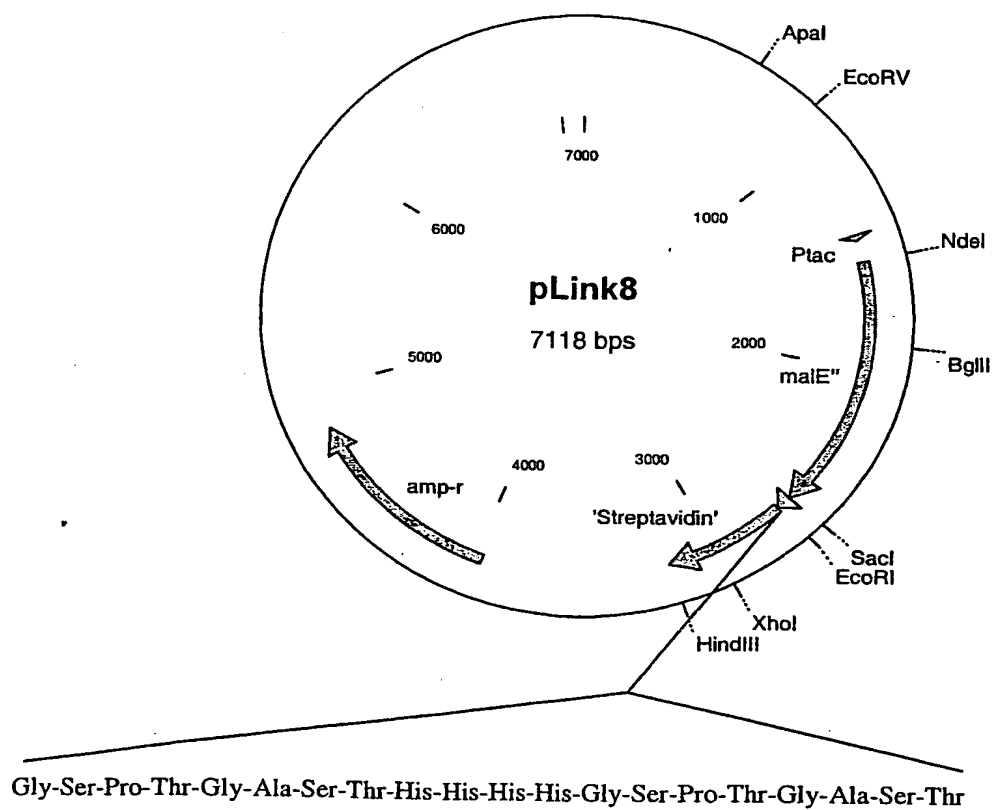 ApaI
EcoRV
7000
6000
1000
NdeI
Ptac
pLink8
7118 bps
5000
2000
BglII
malE"
4000
3000
amp-r
'Streptavidin'
SacI
EcoRI
XhoI
HindIII
Gly-Ser-Pro-Thr-Gly-Ala-Ser-Thr-His-His-His-His-Gly-Ser-Pro-Thr-Gly-Ala-Ser-Thr